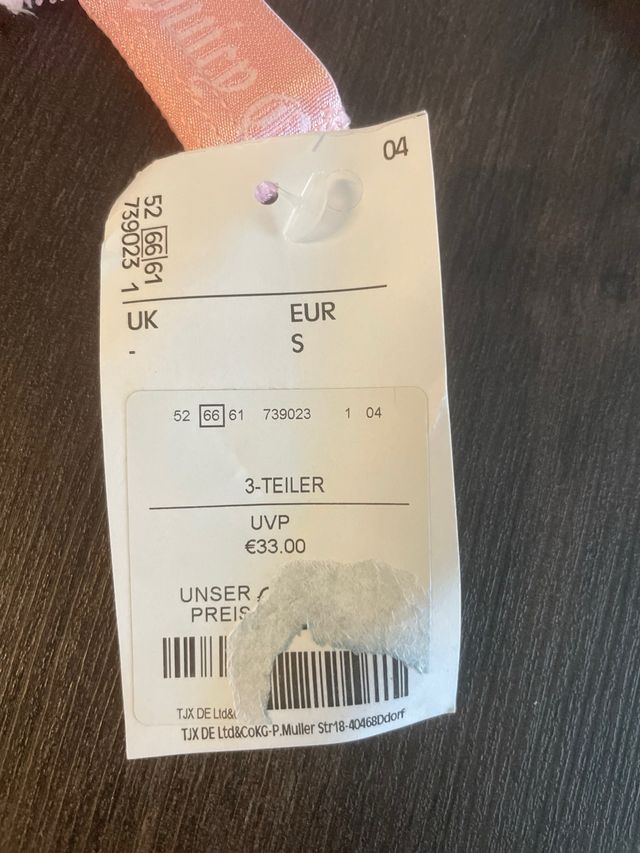 04
52 66 61
739023 1
UK EUR
- S
52 66 61 739023 1 04
3-TEILER
UVP
€33.00
UNSER
PREIS
TJX DE Ltd&
TJX DE Ltd&CoKG-P.Muller Str18-40468Ddorf